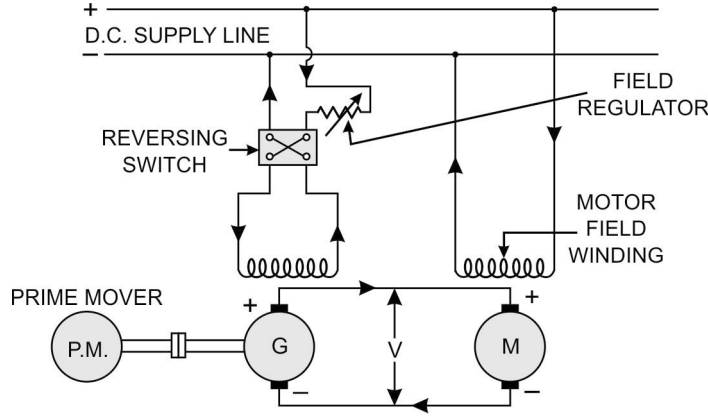 +
D.C. SUPPLY LINE
−
FIELD
REGULATOR
REVERSING
SWITCH
MOTOR
FIELD
WINDING
PRIME MOVER
+
+
P.M.
G
V
M
−
−